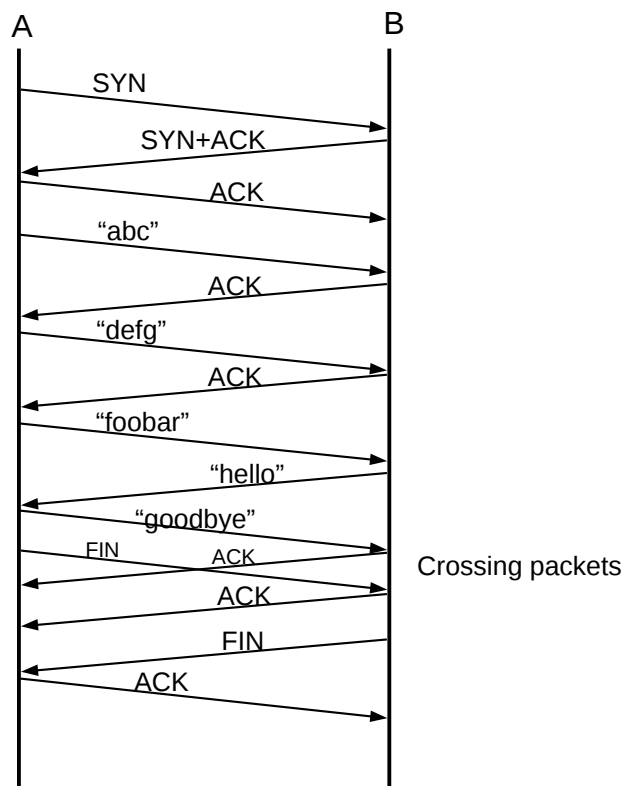 A
B
SYN
SYN+ACK
ACK
“abc”
ACK
“defg”
ACK
“foobar”
“hello”
“goodbye”
FIN
ACK
Crossing packets
ACK
FIN
ACK